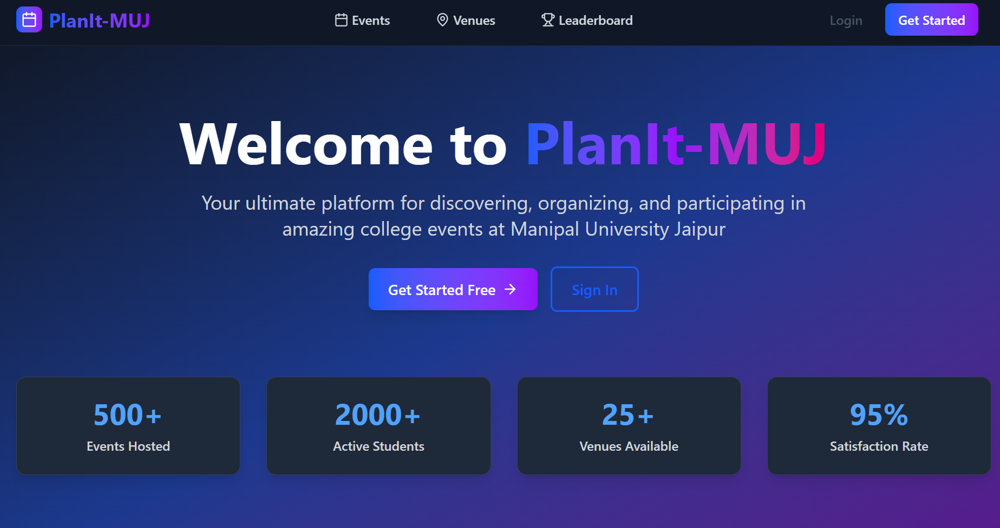 PlanIt-MUJ
Events
Venues
Leaderboard
Login
Get Started
Welcome to PlanIt-MUJ
Your ultimate platform for discovering, organizing, and participating in
amazing college events at Manipal University Jaipur
Get Started Free →
Sign In
500+
Events Hosted
2000+
Active Students
25+
Venues Available
95%
Satisfaction Rate